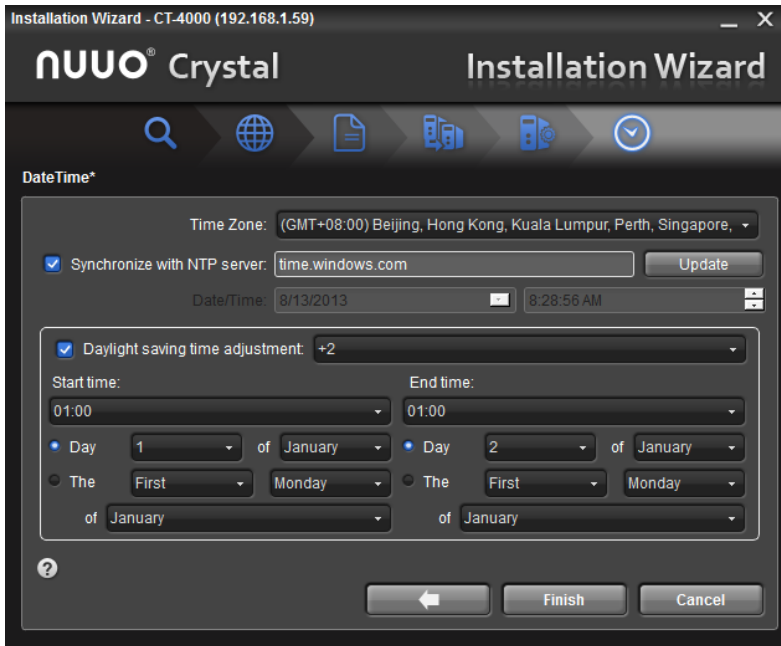 Installation Wizard - CT-4000 (192.168.1.59)
nuuo® Crystal
Installation Wizard
DateTime*
Time Zone: (GMT+08:00) Beijing, Hong Kong, Kuala Lumpur, Perth, Singapore,
Synchronize with NTP server: time.windows.com Update
Date/Time: 8/13/2013 8:28:56 AM
Daylight saving time adjustment: +2
Start time: End time:
01:00 01:00
Day 1 of January Day 2 of January
The First Monday The First Monday
of January of January
?
Finish Cancel